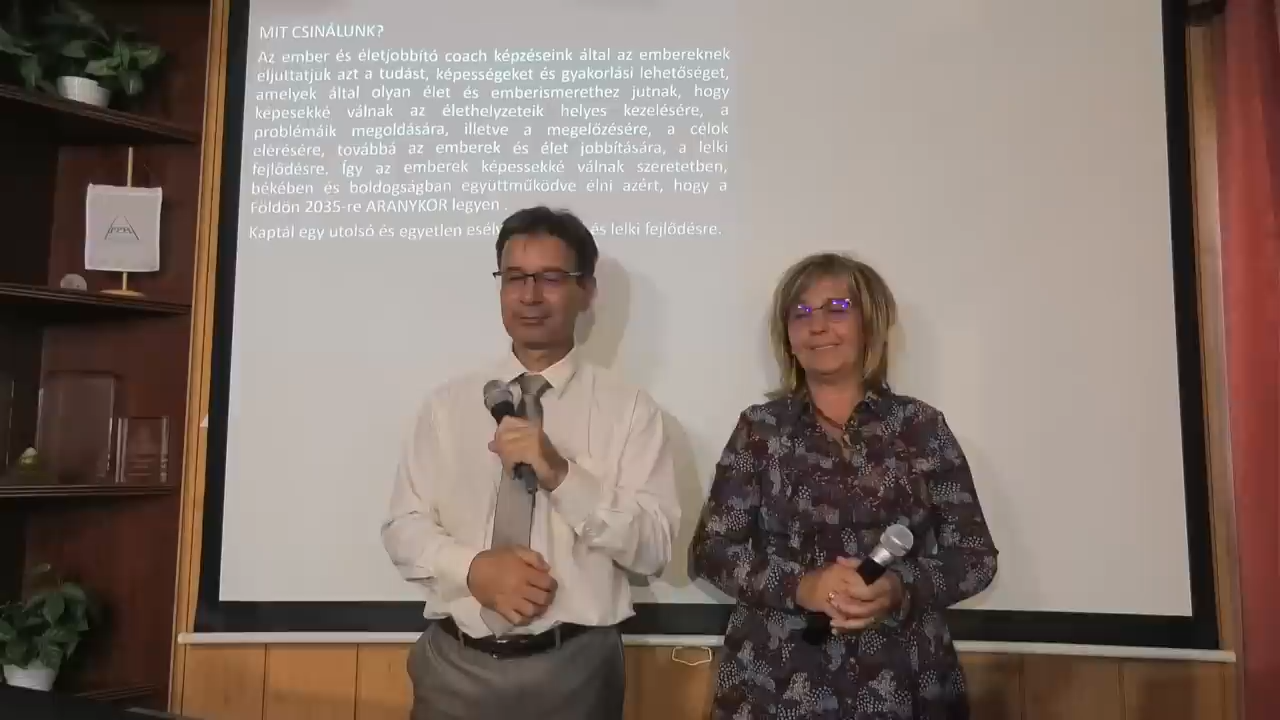 MIT CSINÁLUNK?
Az ember és életjobbító coach képzéseink által az embereknek
eljuttatjuk azt a tudást, képességeket és gyakorlási lehetőséget,
amelyek által olyan élet és emberismerethez jutnak, hogy
képesekké válnak az élethelyzeteik helyes kezelésére, a
problémáik megoldására, illetve a megelőzésére, a célok
elérésére, továbbá az emberek és élet jobbítására, a lelki
fejlődésre. Így az emberek képessekké válnak szeretetben,
békében és boldogságban együttműködve élni azért, hogy a
Földön 2035-re ARANYKOR legyen .
Kaptál egy utolsó és egyetlen esély és lelki fejlődésre.